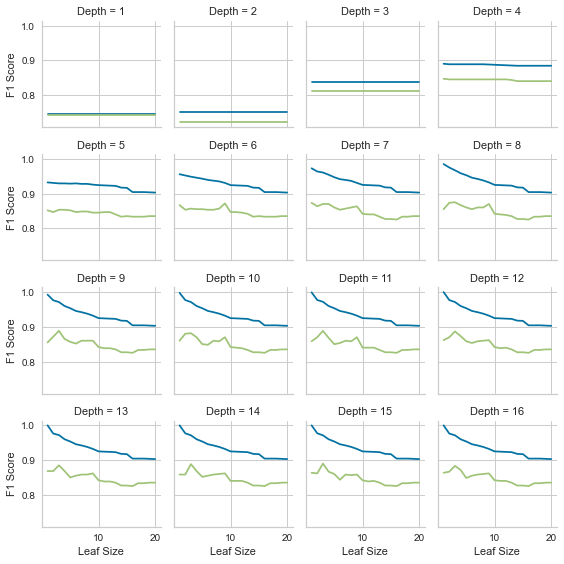 Depth = 1 Depth = 2 Depth = 3 Depth = 4
1.0
0.9
0.8
F1 Score
Depth = 5 Depth = 6 Depth = 7 Depth = 8
1.0
0.9
0.8
F1 Score
Depth = 9 Depth = 10 Depth = 11 Depth = 12
1.0
0.9
0.8
F1 Score
Depth = 13 Depth = 14 Depth = 15 Depth = 16
1.0
0.9
0.8
F1 Score
10 20 10 20 10 20 10 20
Leaf Size Leaf Size Leaf Size Leaf Size